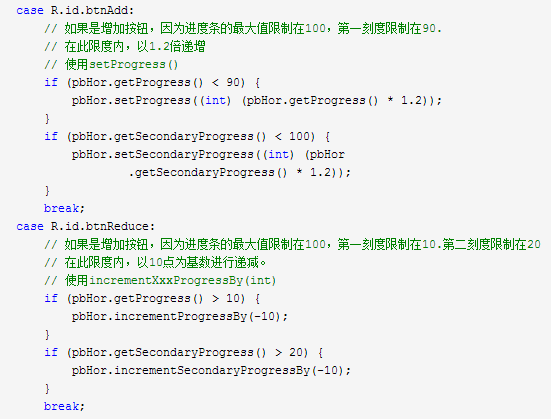 case R.id.btnAdd:
// 如果是增加按钮，因为进度条的最大值限制在100，第一刻度限制在90.
// 在此限度内，以1.2倍递增
// 使用setProgress()
if (pbHor.getProgress() < 90) {
pbHor.setProgress((int) (pbHor.getProgress() * 1.2));
}
if (pbHor.getSecondaryProgress() < 100) {
pbHor.setSecondaryProgress((int) (pbHor
.getSecondaryProgress() * 1.2));
}
break;
case R.id.btnReduce:
// 如果是增加按钮，因为进度条的最大值限制在100，第一刻度限制在10.第二刻度限制在20
// 在此限度内，以10点为基数进行递减。
// 使用incrementXxxProgressBy(int)
if (pbHor.getProgress() > 10) {
pbHor.incrementProgressBy(-10);
}
if (pbHor.getSecondaryProgress() > 20) {
pbHor.incrementSecondaryProgressBy(-10);
}
break;